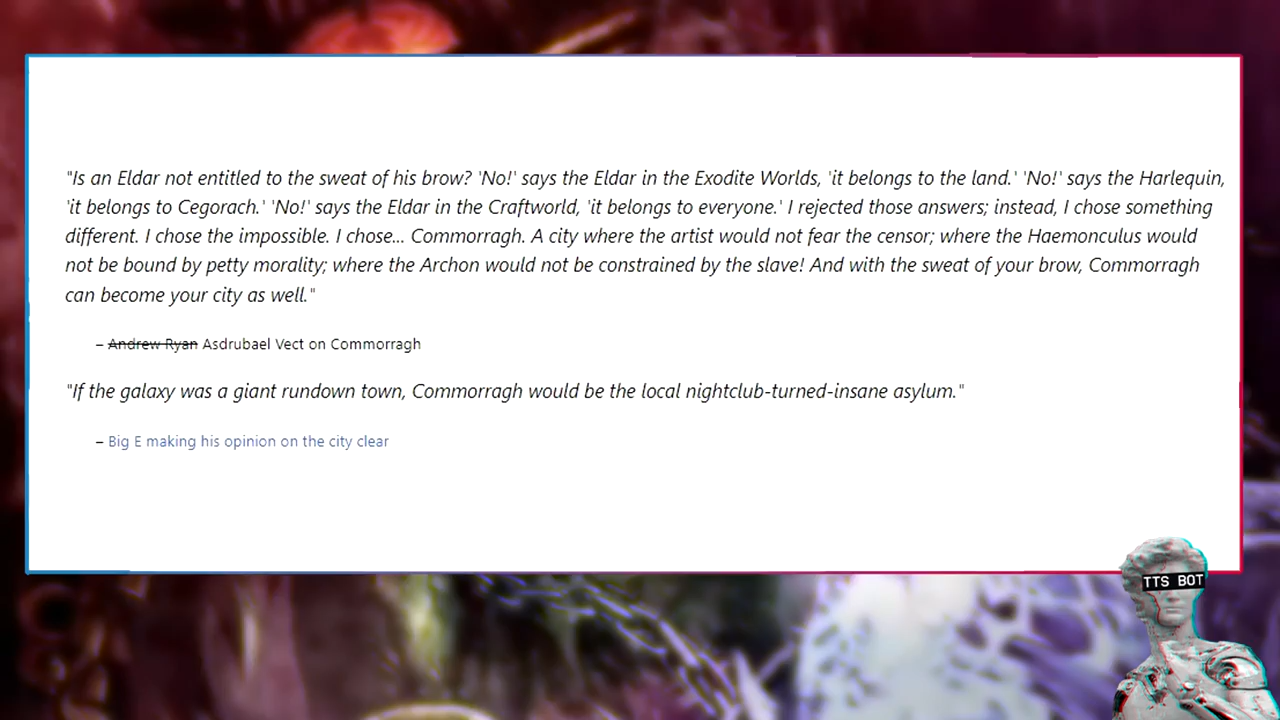 "Is an Eldar not entitled to the sweat of his brow? 'No!' says the Eldar in the Exodite Worlds, 'it belongs to the land.' 'No!' says the Harlequin,
'it belongs to Cegorach.' 'No!' says the Eldar in the Craftworld, 'it belongs to everyone.' I rejected those answers; instead, I chose something
different. I chose the impossible. I chose... Commorragh. A city where the artist would not fear the censor; where the Haemonculus would
not be bound by petty morality; where the Archon would not be constrained by the slave! And with the sweat of your brow, Commorragh
can become your city as well."
– Andrew Ryan Asdrubael Vect on Commorragh
"If the galaxy was a giant rundown town, Commorragh would be the local nightclub-turned-insane asylum."
– Big E making his opinion on the city clear
TTS BOT